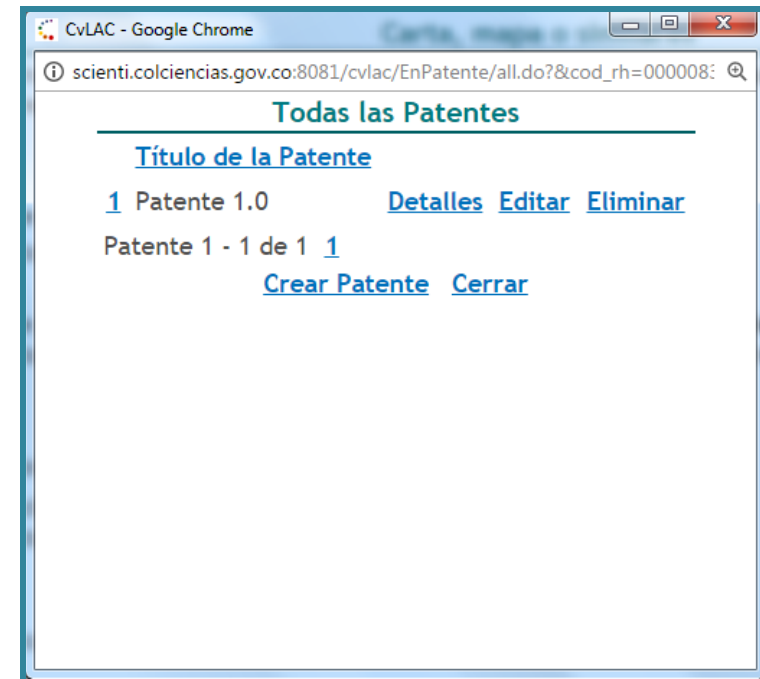 CvLAC - Google Chrome
scienti.colciencias.gov.co:8081/cvlac/EnPatente/all.do?&cod_rh=000008
Todas las Patentes
Título de la Patente
1 Patente 1.0 Detalles Editar Eliminar
Patente 1 - 1 de 1 1
Crear Patente Cerrar